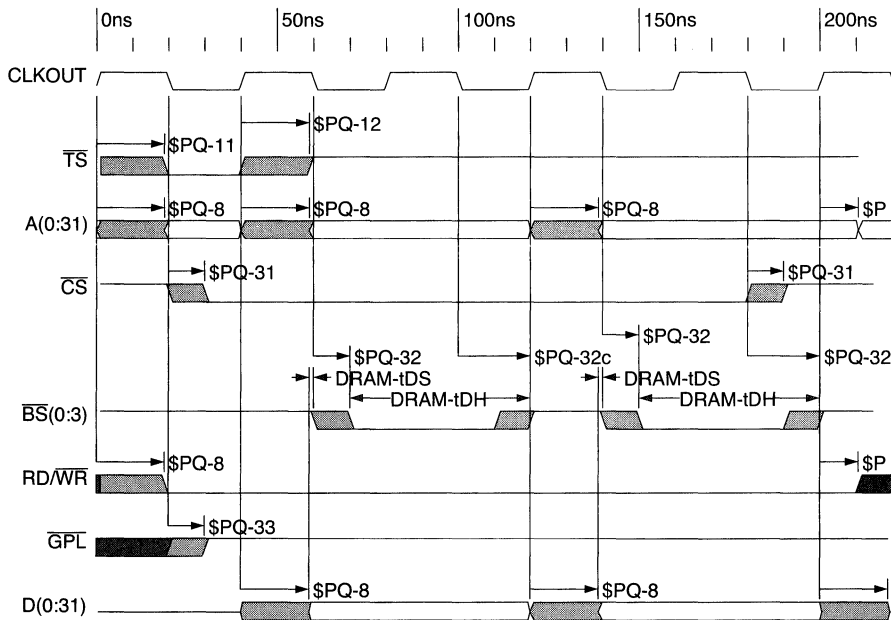 0ns 50ns 100ns 150ns 200ns
CLKOUT
$PQ-12
$PQ-11
TS
$PQ-8 $PQ-8 $PQ-8 $P
A(0:31)
$PQ-31 $PQ-31
CS
$PQ-32
$PQ-32 $PQ-32c $PQ-32
DRAM-tDS DRAM-tDS
DRAM-tDH DRAM-tDH
BS(0:3)
$PQ-8 $P
RD/WR
$PQ-33
GPL
$PQ-8 $PQ-8
D(0:31)